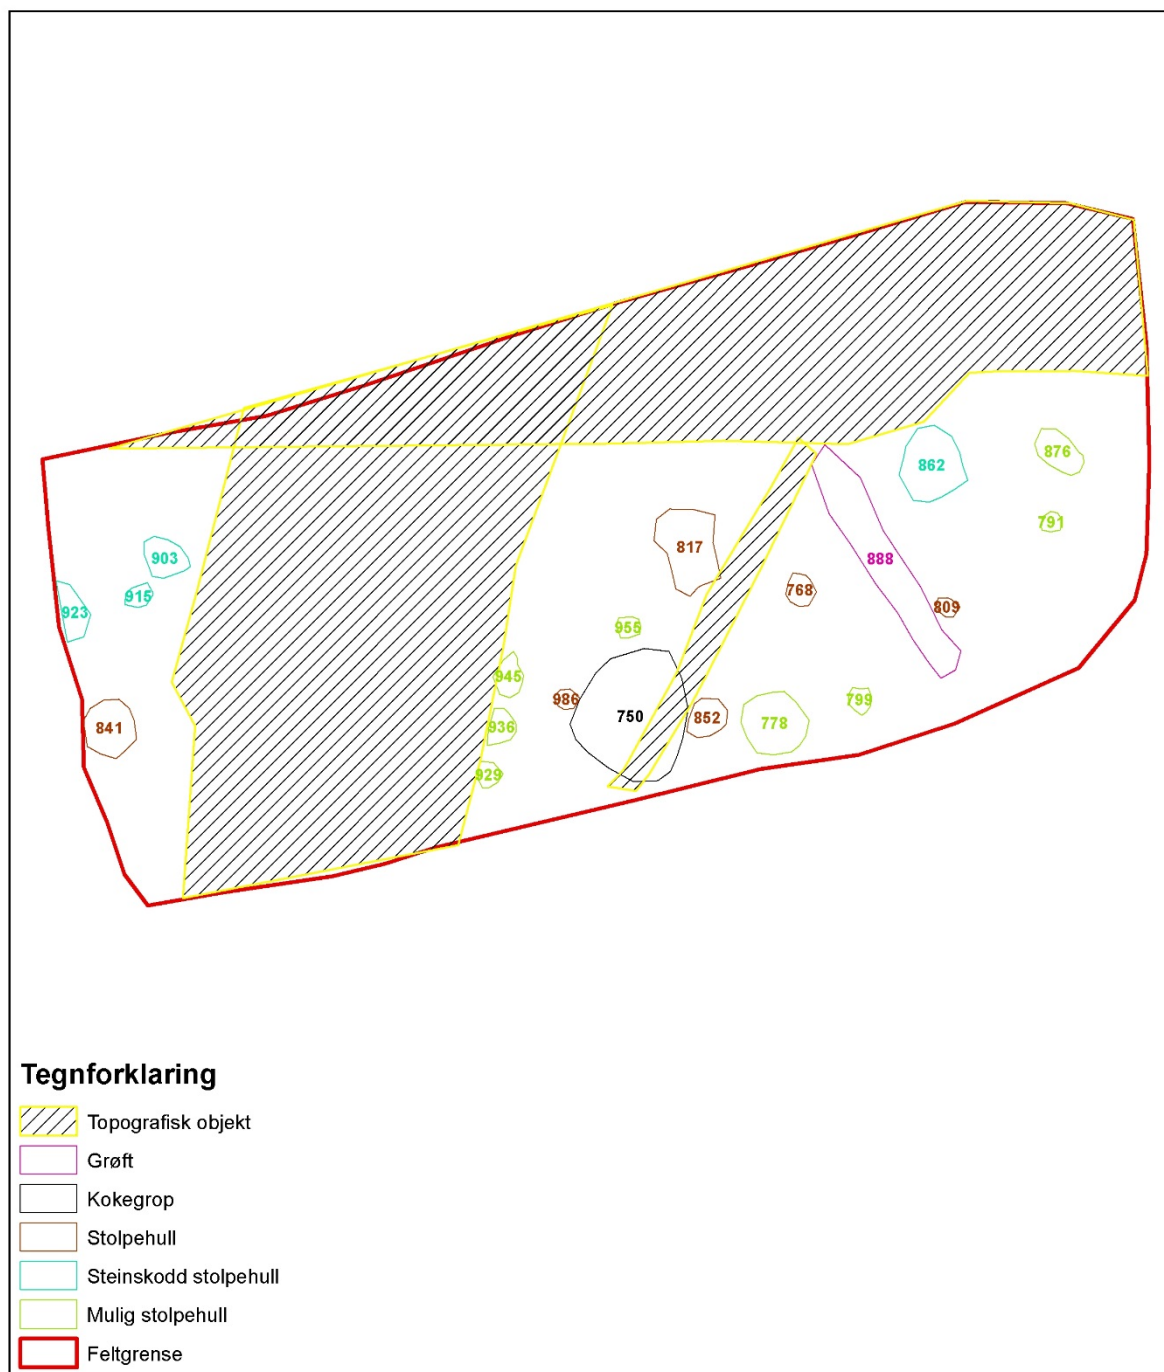 862
876
791
817
903
888
768
915
809
923
955
945
986
799
750
852
778
936
841
929
Tegnforklaring
Topografisk objekt
Grøft
Kokegrop
Stolpehull
Steinskodd stolpehull
Mulig stolpehull
Feltgrense